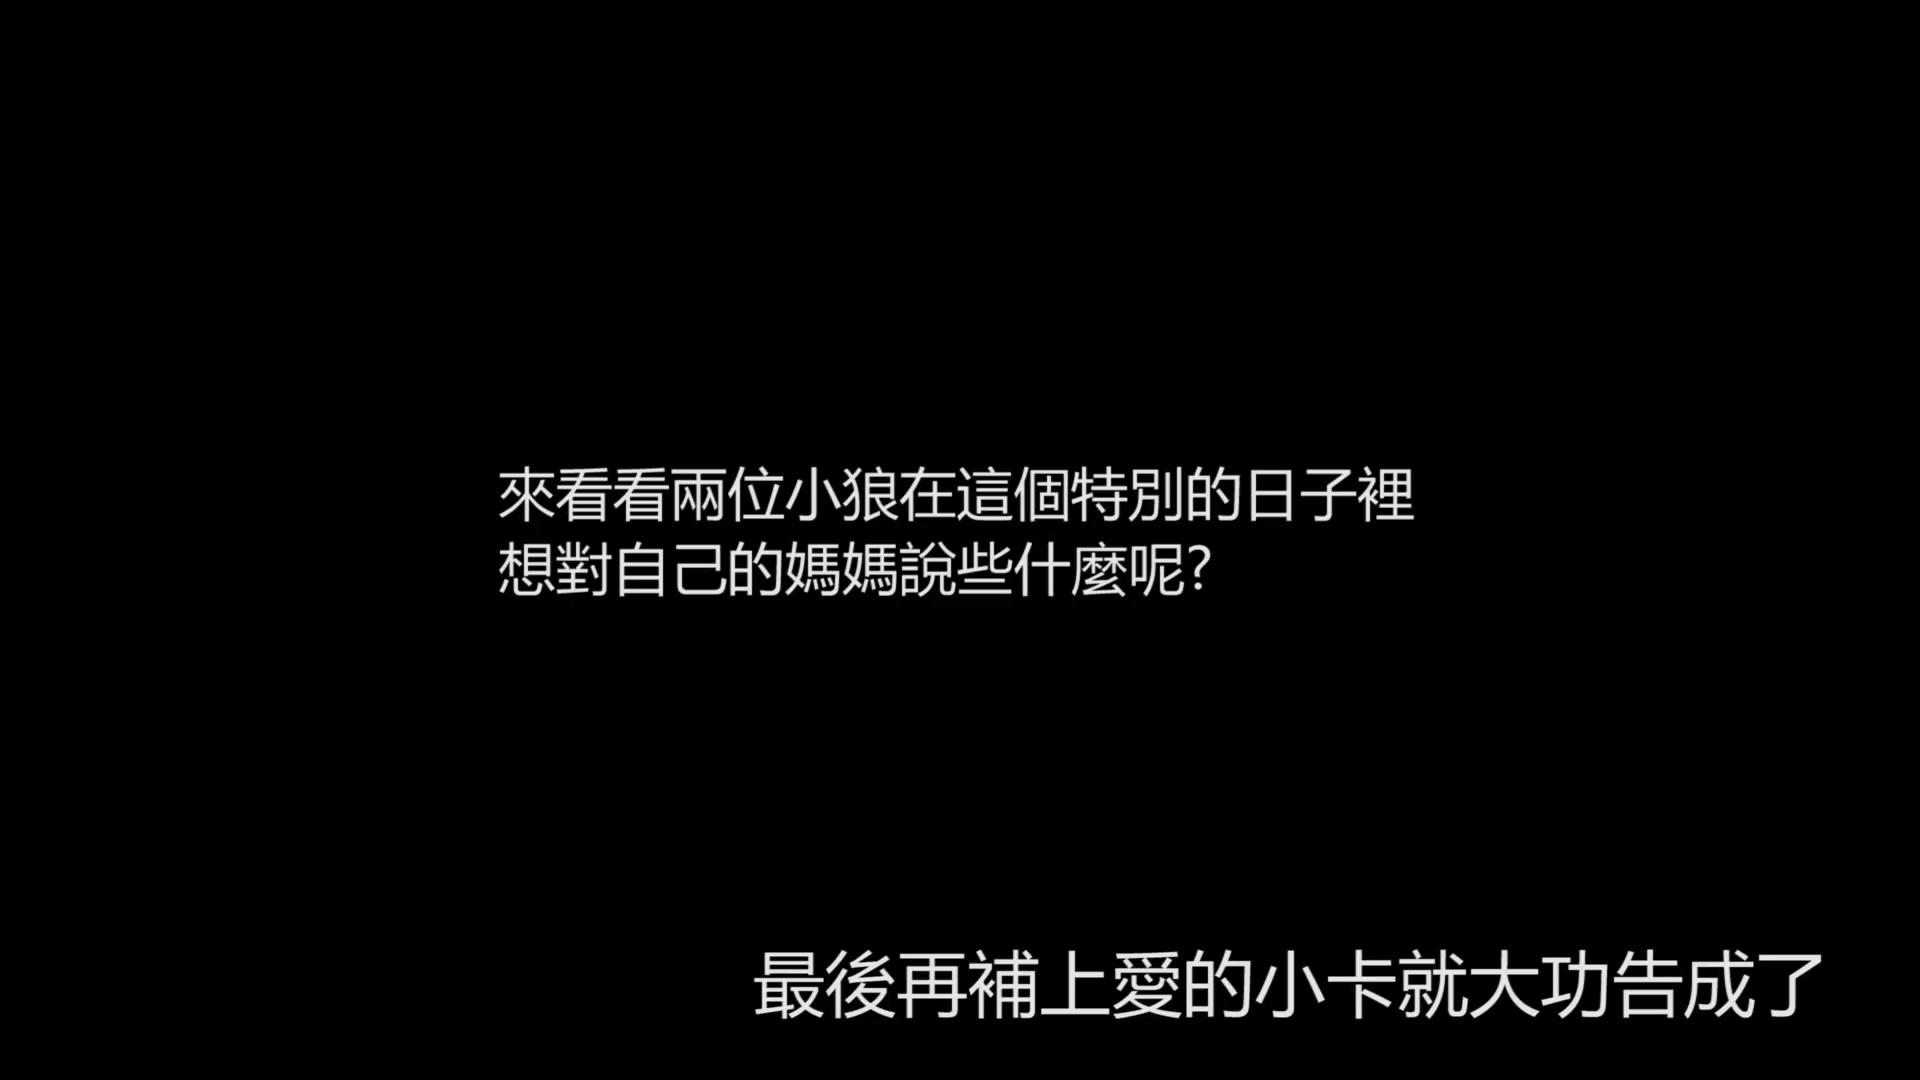 來看看兩位小狼在這個特別的日子裡
想對自己的媽媽說些什麼呢?
最後再補上愛的小卡就大功告成了